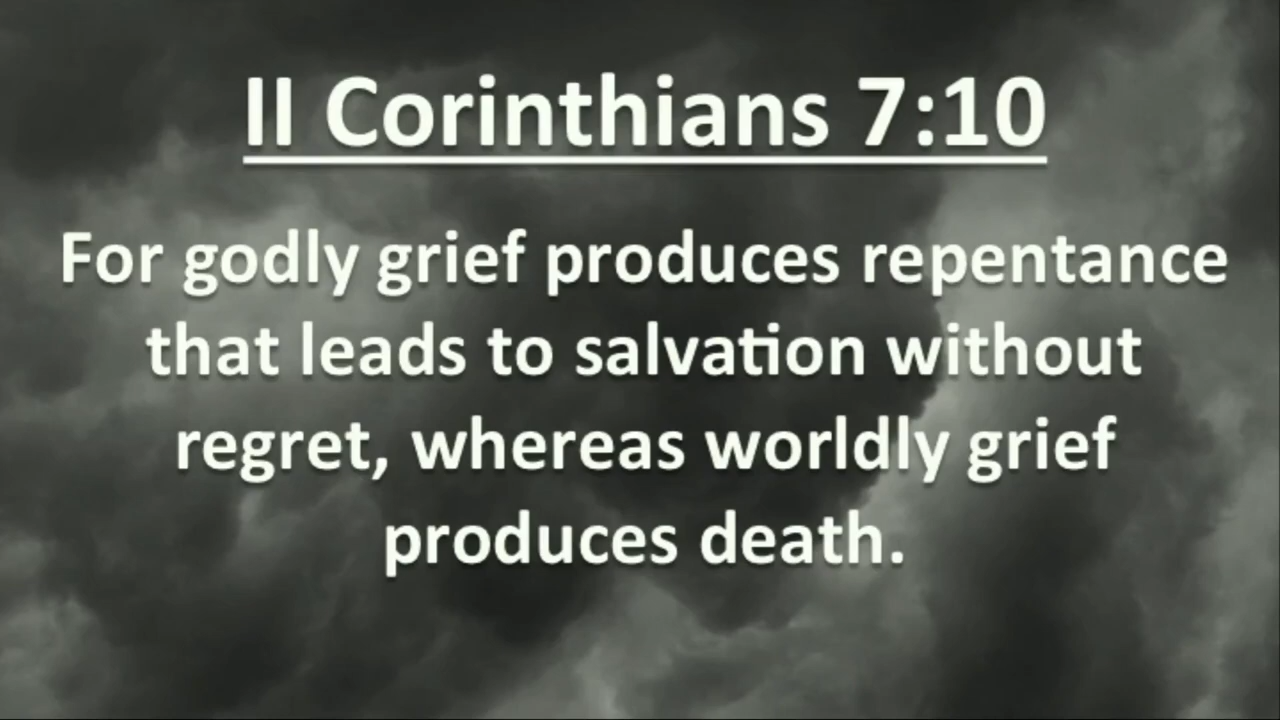 II Corinthians 7:10
For godly grief produces repentance
that leads to salvation without
regret, whereas worldly grief
produces death.